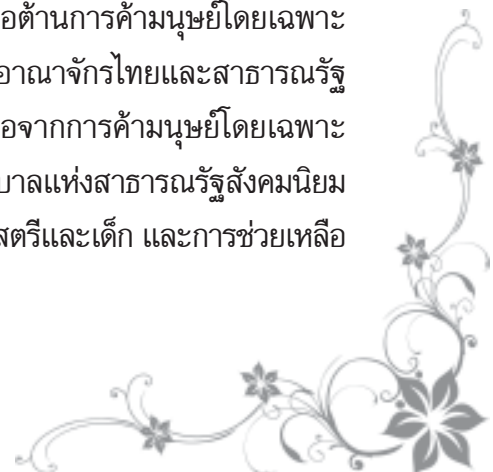 อต้านการค้ามนุษย์โดยเฉพาะ
อาณาจักรไทยและสาธารณรัฐ
อจากการค้ามนุษย์โดยเฉพาะ
บาลแห่งสาธารณรัฐสังคมนิยม
สตรีและเด็ก และการช่วยเหลือ